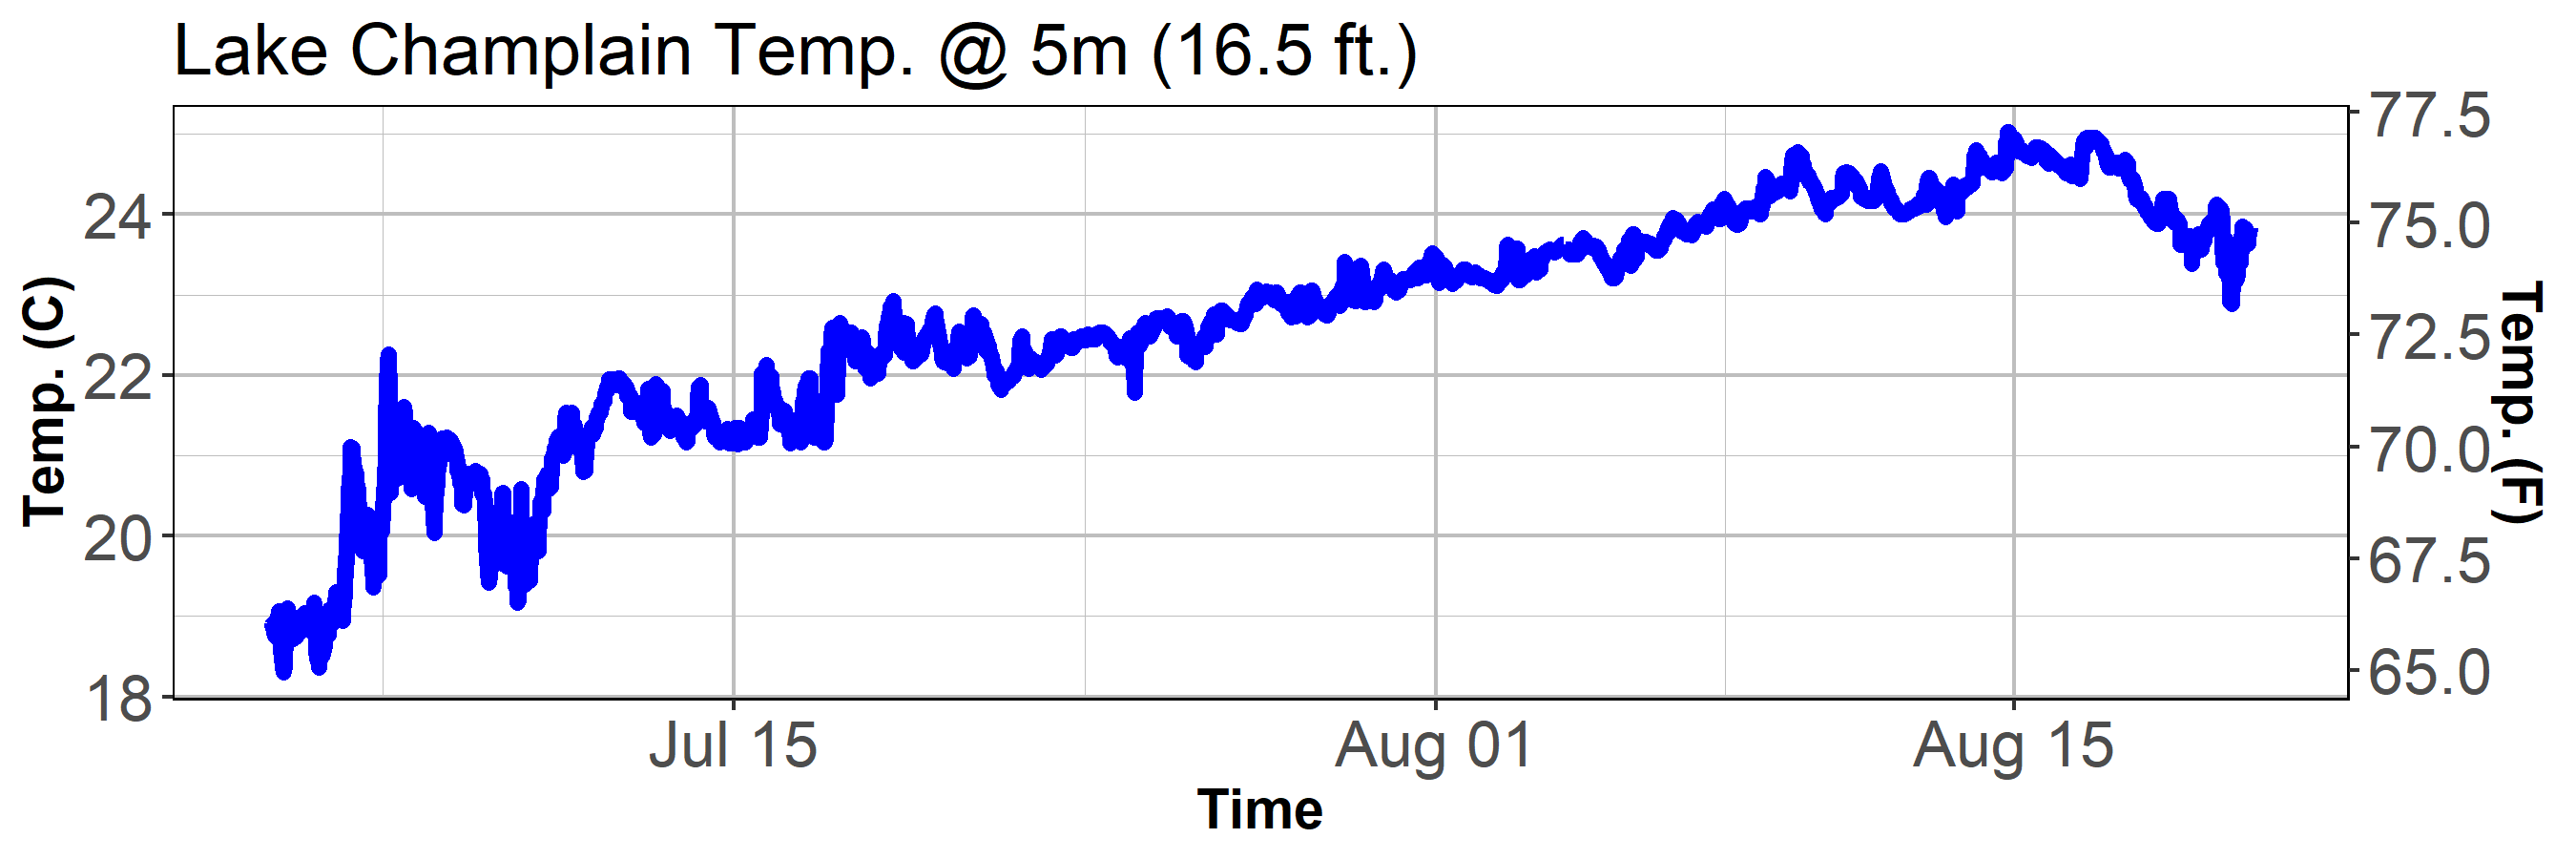 Lake Champlain Temp. @ 5m (16.5 ft.)
Temp. (C)
24
22
20
18
77.5
75.0
72.5
70.0
67.5
65.0
Temp. (F)
Jul 15
Aug 01
Aug 15
Time